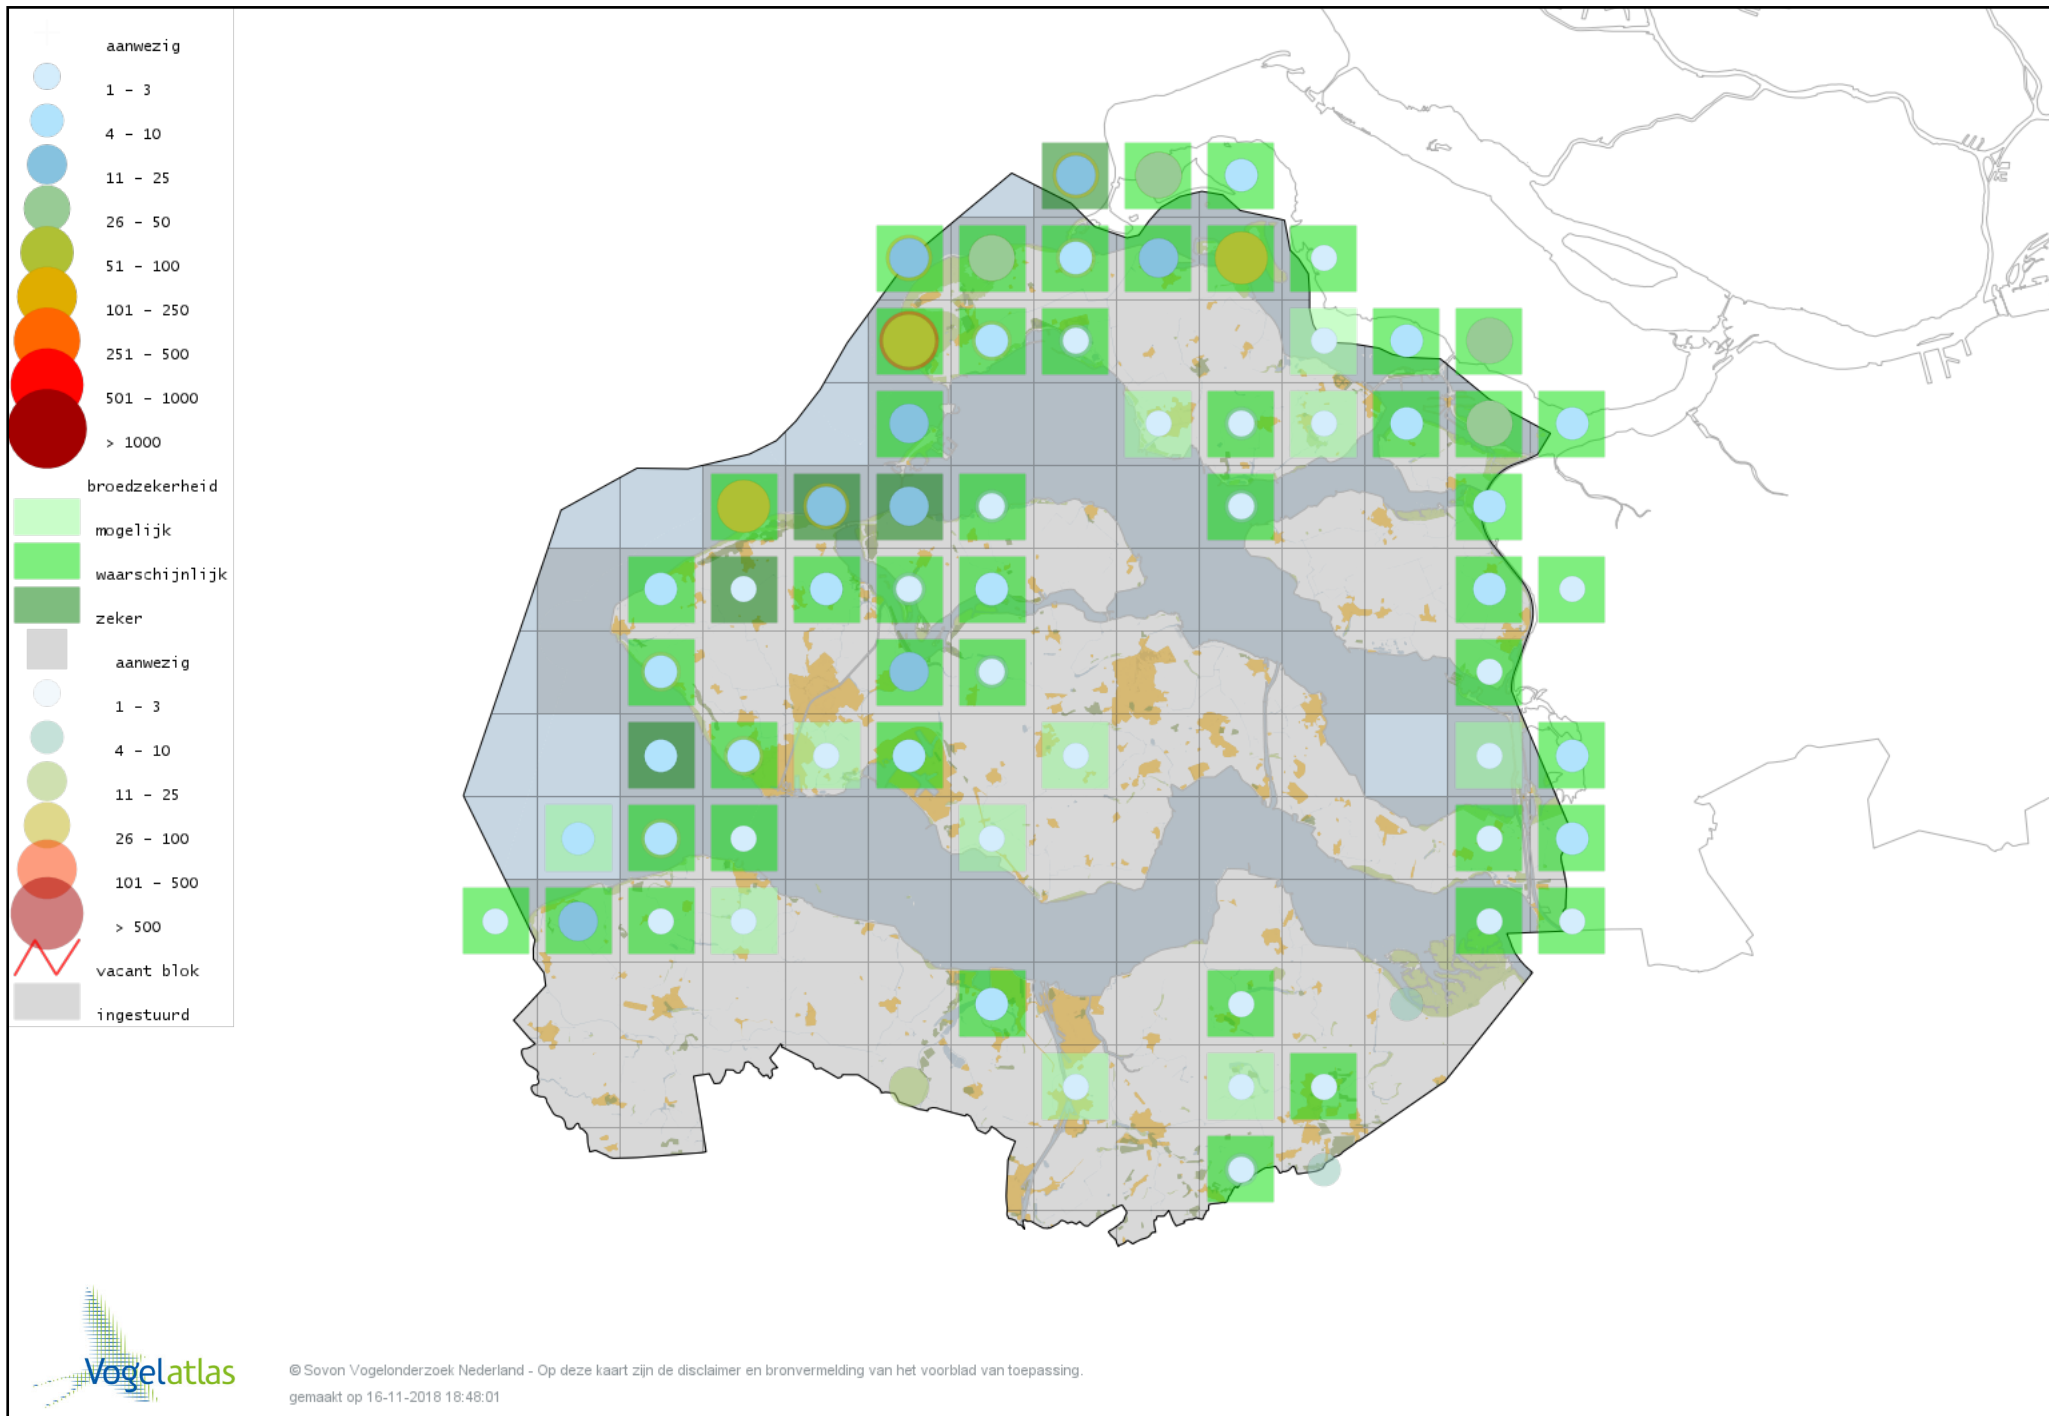 aanwezig
1 - 3
4 - 10
11 - 25
26 - 50
51 - 100
101 - 250
251 - 500
501 - 1000
> 1000
broedzekerheid
mogelijk
waarschijnlijk
zeker
aanwezig
1 - 3
4 - 10
11 - 25
26 - 100
101 - 500
> 500
vacant blok
ingestuurd
Vogelatlas
© Sovon Vogelonderzoek Nederland - Op deze kaart zijn de disclaimer en bronvermelding van het voorblad van toepassing.
gemaakt op 16-11-2018 18:48:01